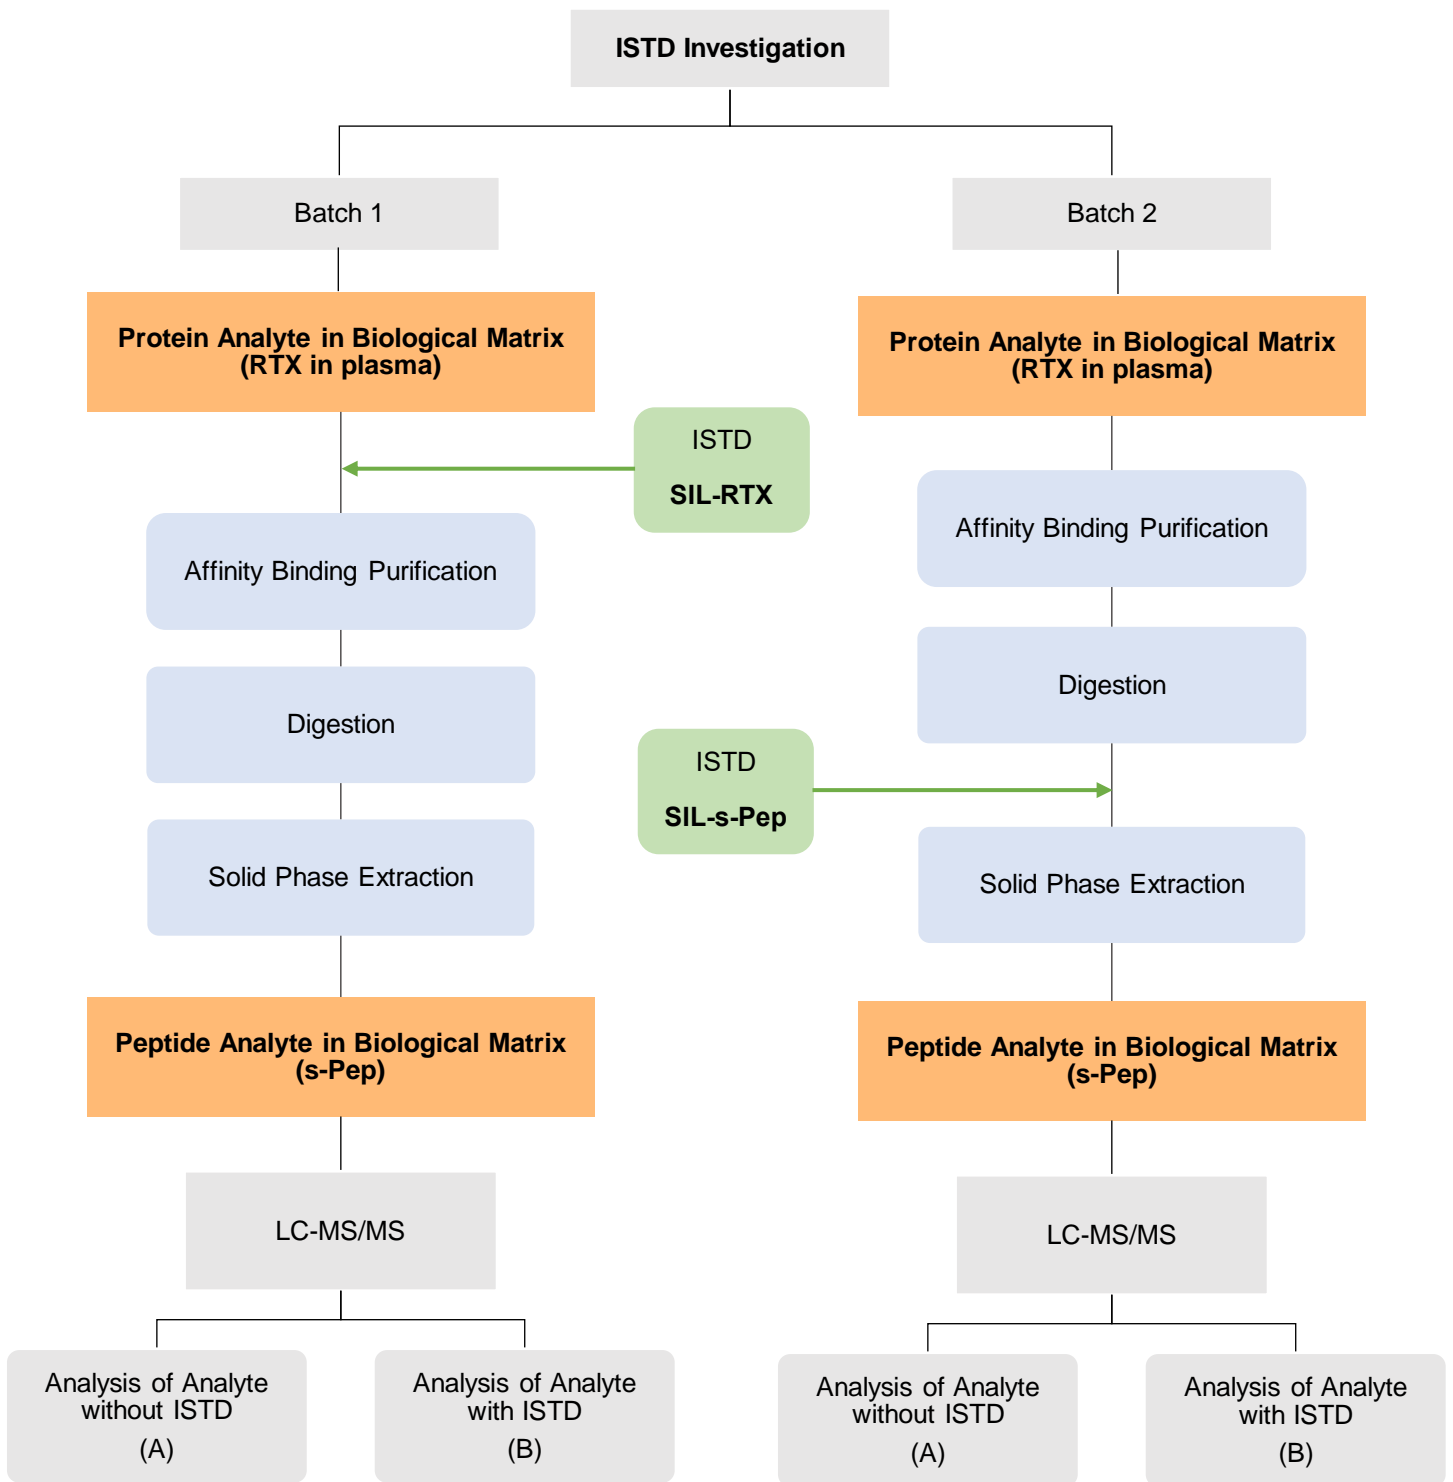 ISTD Investigation
Batch 1
Batch 2
Protein Analyte in Biological Matrix
(RTX in plasma)
Protein Analyte in Biological Matrix
(RTX in plasma)
ISTD
SIL-RTX
Affinity Binding Purification
Affinity Binding Purification
Digestion
Digestion
ISTD
SIL-s-Pep
Solid Phase Extraction
Solid Phase Extraction
Peptide Analyte in Biological Matrix
(s-Pep)
Peptide Analyte in Biological Matrix
(s-Pep)
LC-MS/MS
LC-MS/MS
Analysis of Analyte
without ISTD
(A)
Analysis of Analyte
with ISTD
(B)
Analysis of Analyte
without ISTD
(A)
Analysis of Analyte
with ISTD
(B)